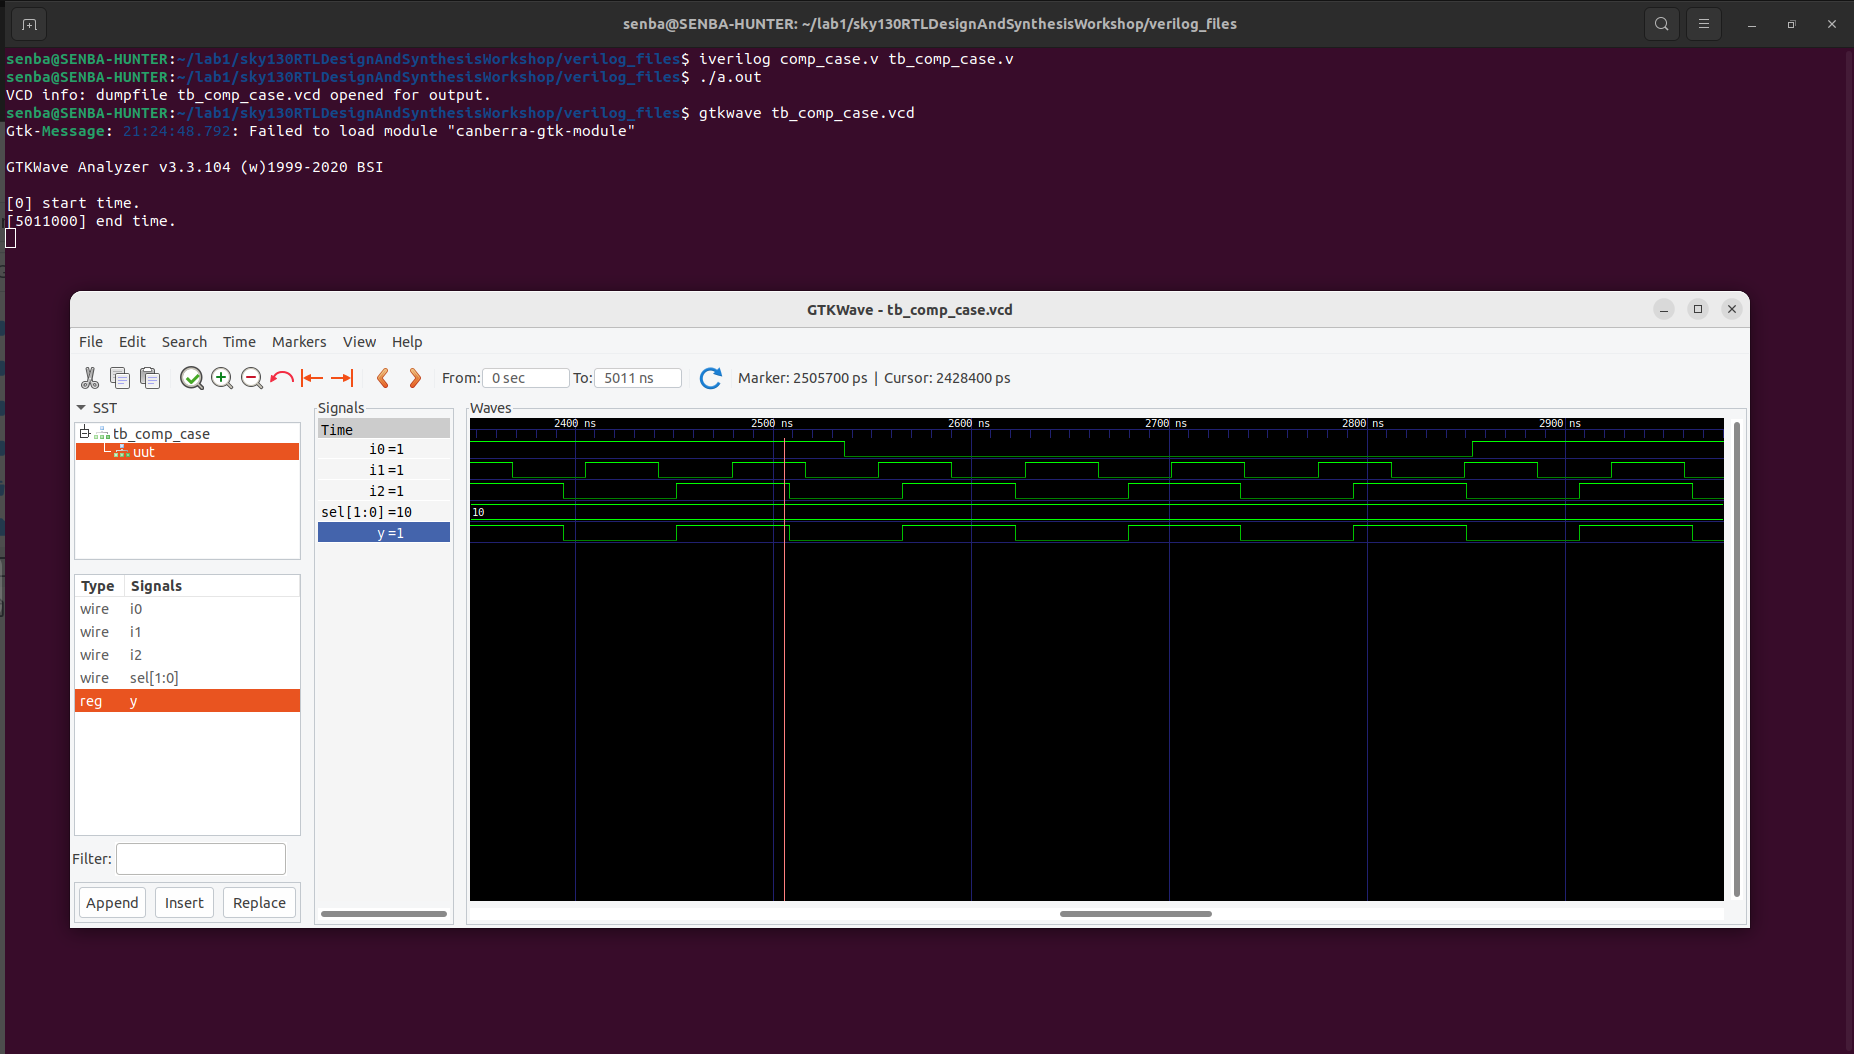 senba@SENBA-HUNTER: ~/lab1/sky130RTLDesignAndSynthesisWorkshop/verilog_files
senba@SENBA-HUNTER:~/lab1/sky130RTLDesignAndSynthesisWorkshop/verilog_files$ iverilog comp_case.v tb_comp_case.v
senba@SENBA-HUNTER:~/lab1/sky130RTLDesignAndSynthesisWorkshop/verilog_files$ ./a.out
VCD info: dumpfile tb_comp_case.vcd opened for output.
senba@SENBA-HUNTER:~/lab1/sky130RTLDesignAndSynthesisWorkshop/verilog_files$ gtkwave tb_comp_case.vcd
Gtk-Message: 21:24:48.792: Failed to load module "canberra-gtk-module"
GTKWave Analyzer v3.3.104 (w)1999-2020 BSI
[0] start time.
[5011000] end time.
GTKWave - tb_comp_case.vcd
File Edit Search Time Markers View Help
From: 0 sec To: 5011 ns Marker: 2505700 ps | Cursor: 2428400 ps
SST
tb_comp_case
uut
Type Signals
wire i0
wire i1
wire i2
wire sel[1:0]
reg y
Filter:
Append Insert Replace
Signals
Time
i0=1
i1=1
i2=1
sel[1:0]=10
y=1
Waves
2400 ns 2500 ns 2600 ns 2700 ns 2800 ns 2900 ns
10